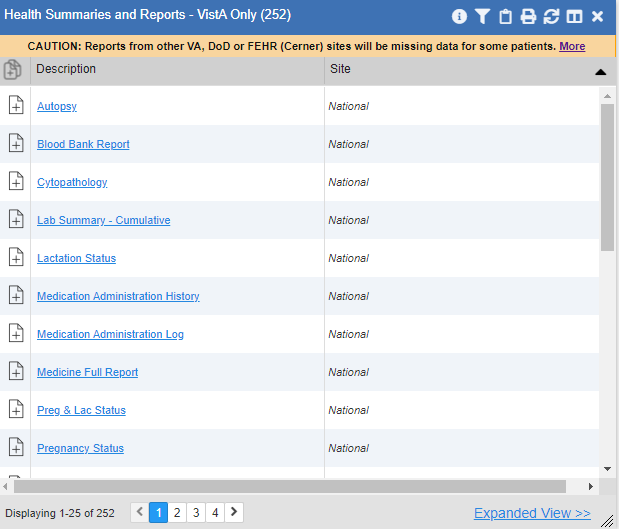 Health Summaries and Reports - VistA Only (252)
CAUTION: Reports from other VA, DoD or FEHR (Cerner) sites will be missing data for some patients. More
Description Site
Autopsy National
Blood Bank Report National
Cytopathology National
Lab Summary - Cumulative National
Lactation Status National
Medication Administration History National
Medication Administration Log National
Medicine Full Report National
Preg & Lac Status National
Pregnancy Status National
Displaying 1-25 of 252 < 1 2 3 4 > Expanded View >>